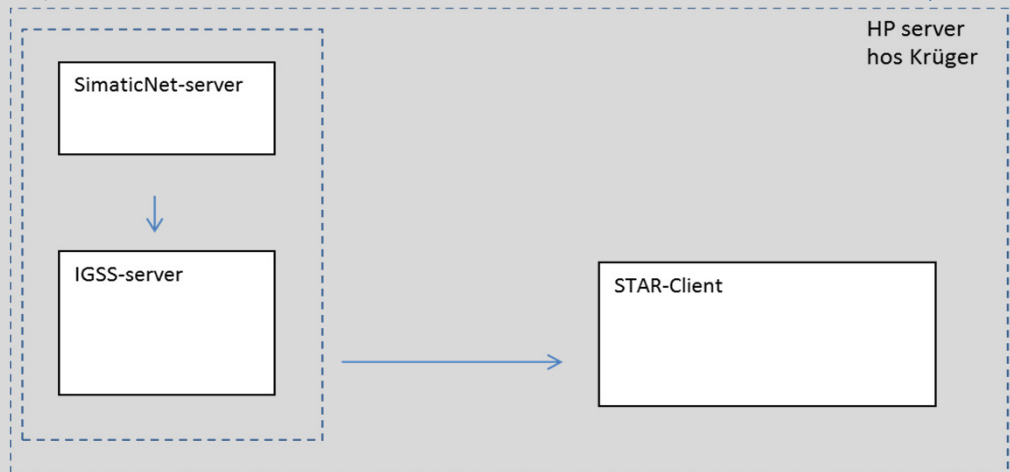 HP server
hos Krüger
SimaticNet-server
IGSS-server
STAR-Client